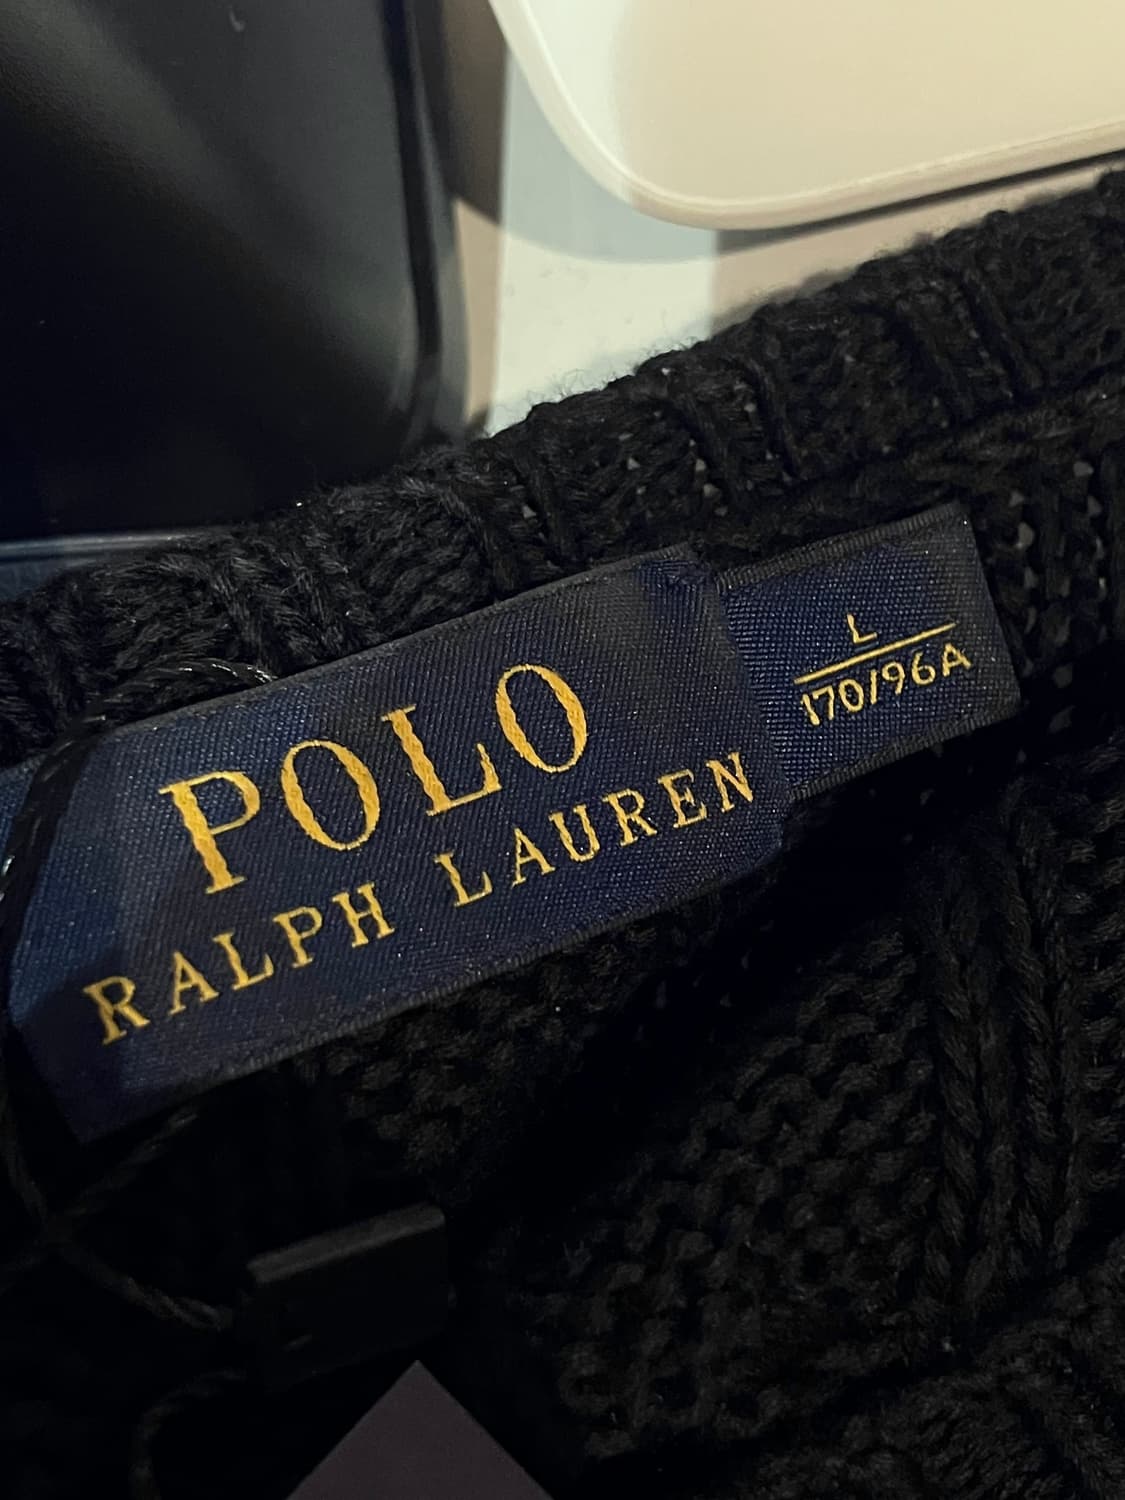 POLO
RALPH LAUREN
L
170/96A